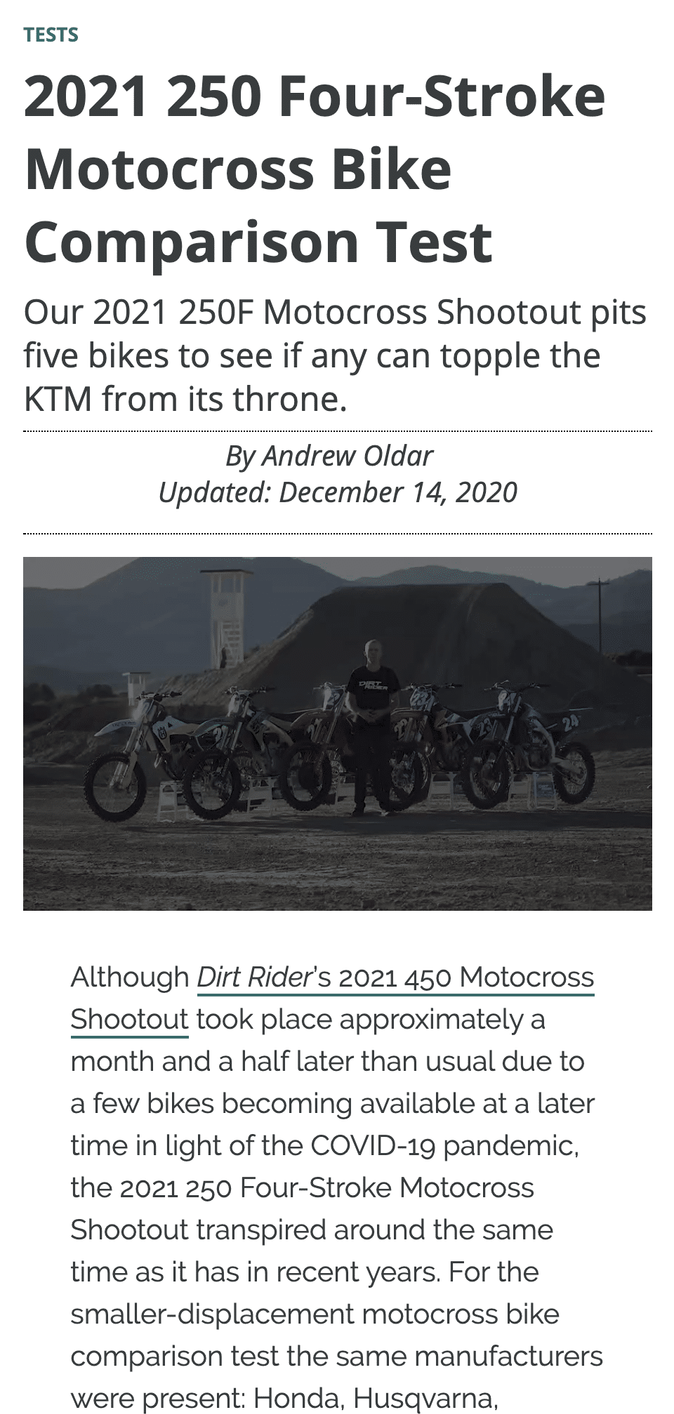 TESTS
2021 250 Four-Stroke
Motocross Bike
Comparison Test
Our 2021 250F Motocross Shootout pits
five bikes to see if any can topple the
KTM from its throne.
By Andrew Oldar
Updated: December 14, 2020
DIRT
RIDER
24
Although Dirt Rider’s 2021 450 Motocross
Shootout took place approximately a
month and a half later than usual due to
a few bikes becoming available at a later
time in light of the COVID-19 pandemic,
the 2021 250 Four-Stroke Motocross
Shootout transpired around the same
time as it has in recent years. For the
smaller-displacement motocross bike
comparison test the same manufacturers
were present: Honda, Husqvarna,